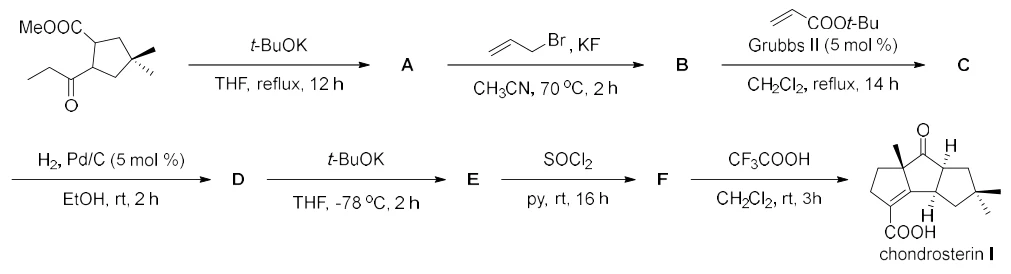 MeOOC
O
t-BuOK
THF, reflux, 12 h
A
Br, KF
CH₃CN, 70 ºC, 2 h
B
COOt-Bu
Grubbs II (5 mol %)
CH₂Cl₂, reflux, 14 h
C
H₂, Pd/C (5 mol %)
EtOH, rt, 2 h
D
t-BuOK
THF, -78 ºC, 2 h
E
SOCl₂
py, rt, 16 h
F
CF₃COOH
CH₂Cl₂, rt, 3h
O
H
H
COOH
chondrosterin I